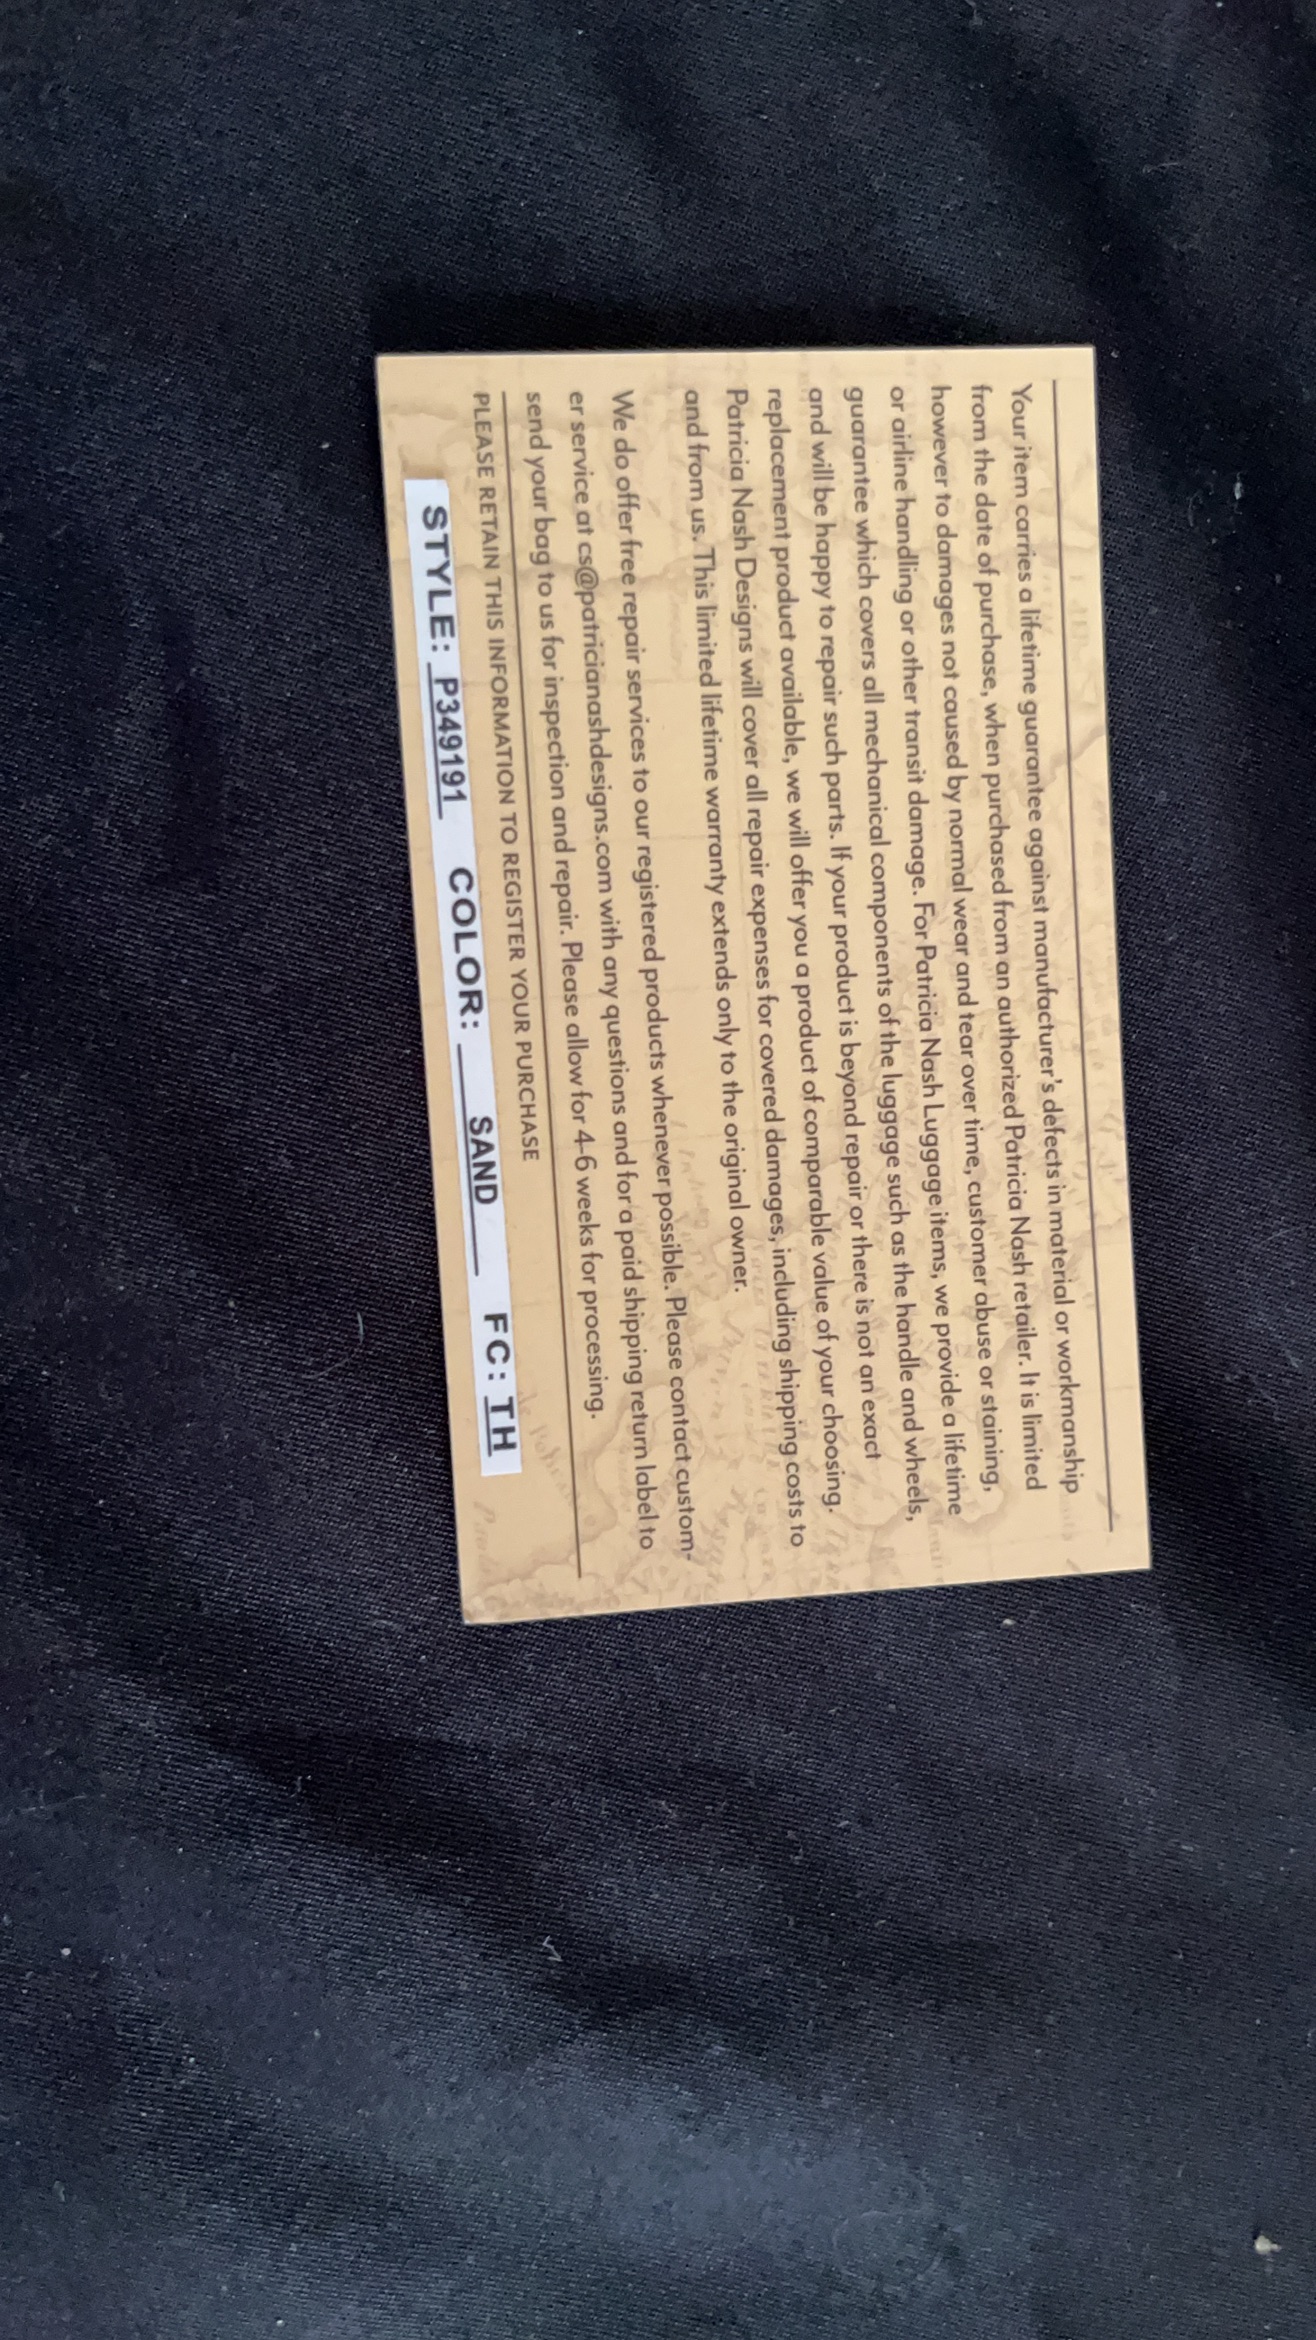 Your item carries a lifetime guarantee against manufacturer's defects in material or workmanship
from the date of purchase, when purchased from an authorized Patricia Nash retailer. It is limited
however to damages not caused by normal wear and tear over time, customer abuse or staining,
or airline handling or other transit damage. For Patricia Nash Luggage items, we provide a lifetime
guarantee which covers all mechanical components of the luggage such as the handle and wheels,
and will be happy to repair such parts. If your product is beyond repair or there is not an exact
replacement product available, we will offer you a product of comparable value of your choosing.
Patricia Nash Designs will cover all repair expenses for covered damages, including shipping costs to
and from us. This limited lifetime warranty extends only to the original owner.
We do offer free repair services to our registered products whenever possible. Please contact custom-
er service at cs@patricianashdesigns.com with any questions and for a paid shipping return label to
send your bag to us for inspection and repair. Please allow for 4-6 weeks for processing.
PLEASE RETAIN THIS INFORMATION TO REGISTER YOUR PURCHASE
STYLE: P349191 COLOR: SAND FC: TH